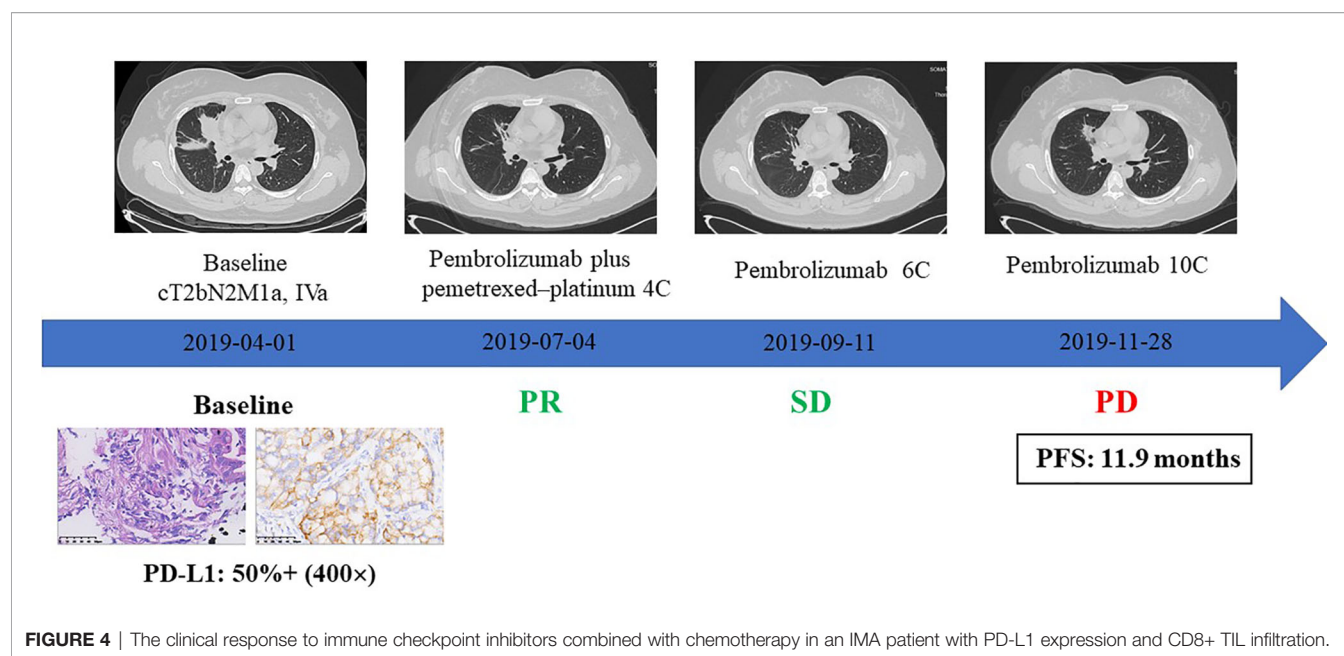 SOMA
Ther
Baseline
cT2bN2M1a, IVa
Pembrolizumab plus
pemetrexed–platinum 4C
Pembrolizumab 6C
Pembrolizumab 10C
2019-04-01
2019-07-04
2019-09-11
2019-11-28
Baseline
PR
SD
PD
PFS: 11.9 months
PD-L1: 50%+ (400×)
FIGURE 4 | The clinical response to immune checkpoint inhibitors combined with chemotherapy in an IMA patient with PD-L1 expression and CD8+ TIL infiltration.